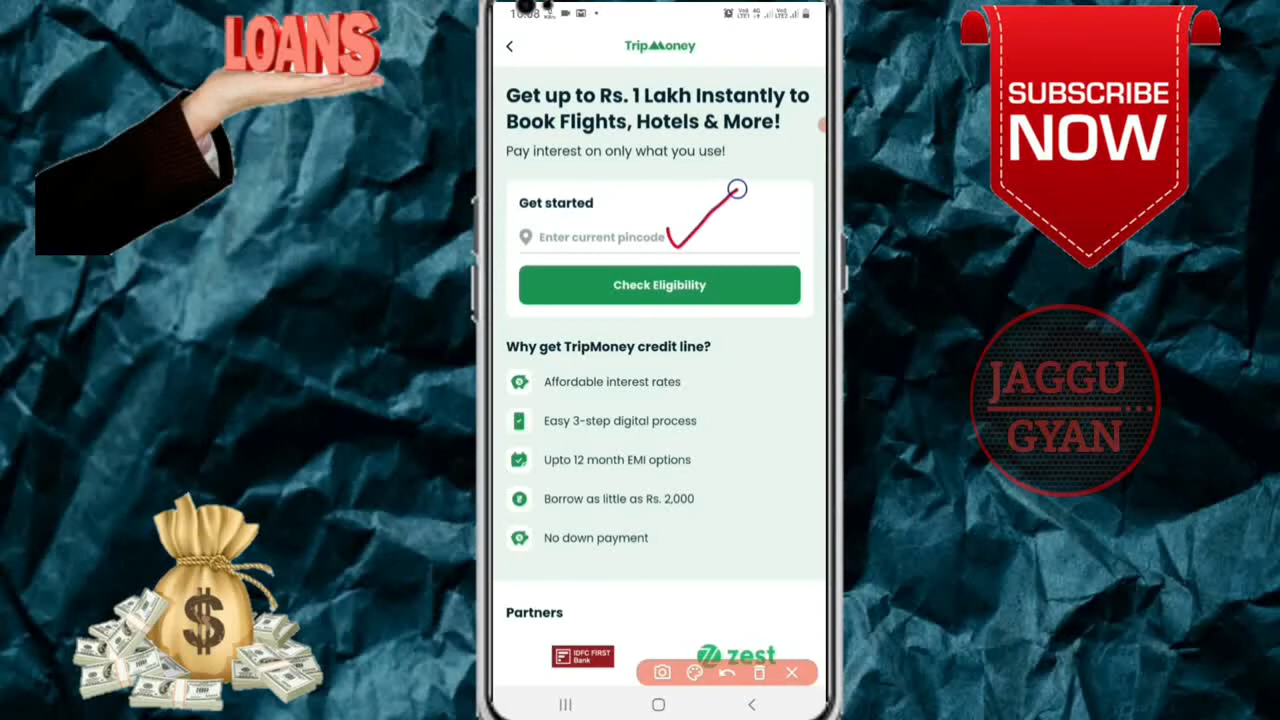 LOANS
TripMoney
Get up to Rs. 1 Lakh Instantly to
Book Flights, Hotels & More!
Pay interest on only what you use!
Get started
Enter current pincode
Check Eligibility
Why get TripMoney credit line?
Affordable interest rates
Easy 3-step digital process
Upto 12 month EMI options
Borrow as little as Rs. 2,000
No down payment
Partners
IDFC FIRST
Bank
zest
SUBSCRIBE
NOW
JAGGU
GYAN
$